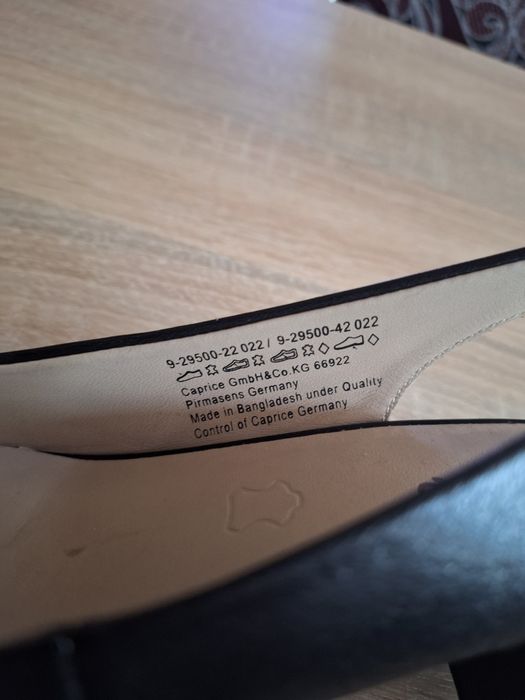 9-29500-22 022 / 9-29500-42 022
Caprice GmbH&Co.KG 66922
Pirmasens Germany
Made in Bangladesh under Quality
Control of Caprice Germany